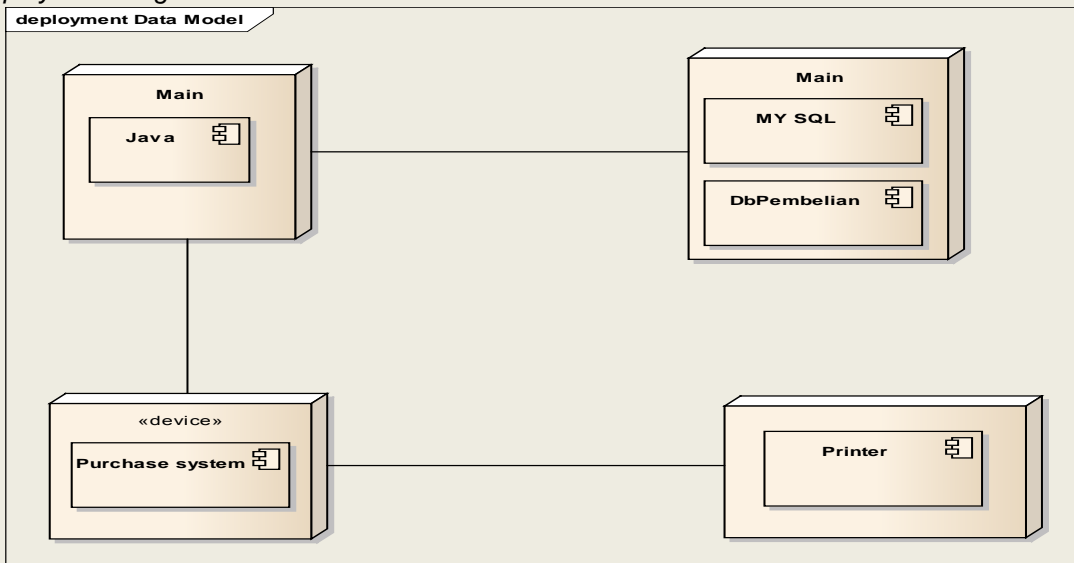 deployment Data Model
Main
Java
Main
MY SQL
DbPembelian
«device»
Purchase system
Printer